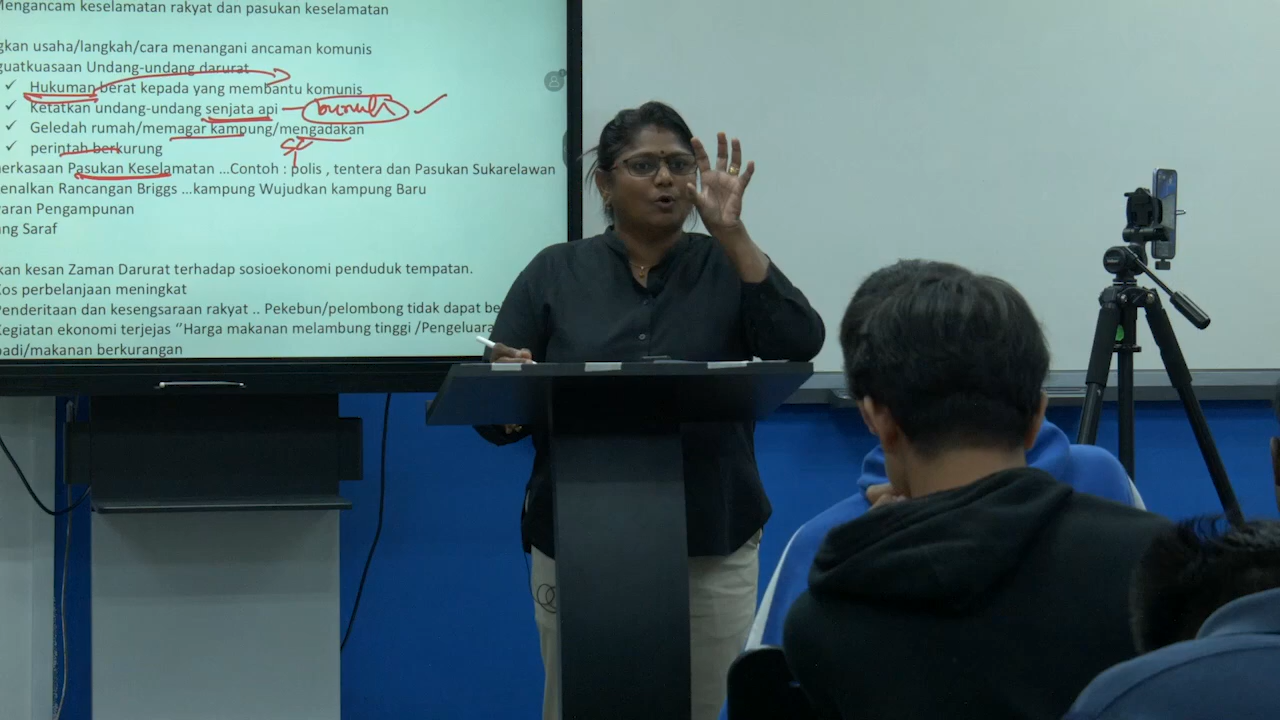 Mengancam keselamatan rakyat dan pasukan keselamatan
gkan usaha/langkah/cara menangani ancaman komunis
guatkuasaan Undang-undang darurat
✓ Hukuman berat kepada yang membantu komunis
✓ Ketatkan undang-undang senjata api
✓ Geledah rumah/memagar kampung/mengadakan
✓ perintah berkurung
erkasaan Pasukan Keselamatan ...Contoh : polis , tentera dan Pasukan Sukarelawan
enalkan Rancangan Briggs ...kampung Wujudkan kampung Baru
aran Pengampunan
ng Saraf
kan kesan Zaman Darurat terhadap sosioekonomi penduduk tempatan.
Kos perbelanjaan meningkat
Penderitaan dan kesengsaraan rakyat .. Pekebun/pelombong tidak dapat be
Kegiatan ekonomi terjejas "Harga makanan melambung tinggi /Pengeluara
padi/makanan berkurangan